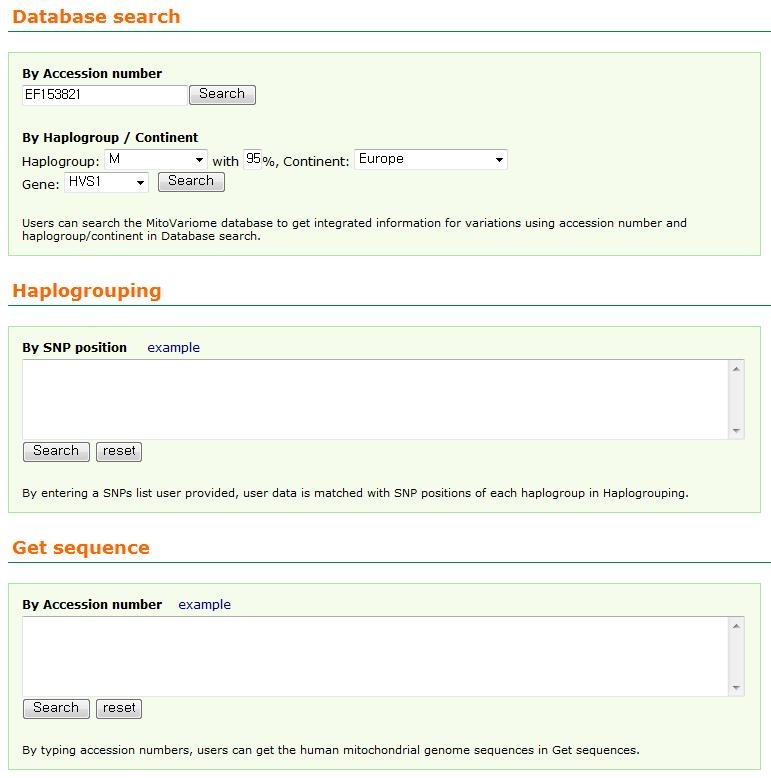 Database search
By Accession number
EF153821 Search
By Haplogroup / Continent
Haplogroup: M with 95%, Continent: Europe
Gene: HVS1 Search
Users can search the MitoVariome database to get integrated information for variations using accession number and
haplogroup/continent in Database search.
Haplogrouping
By SNP position example
Search reset
By entering a SNPs list user provided, user data is matched with SNP positions of each haplogroup in Haplogrouping.
Get sequence
By Accession number example
Search reset
By typing accession numbers, users can get the human mitochondrial genome sequences in Get sequences.